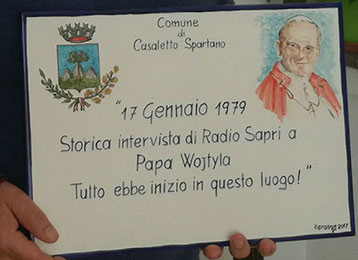 Comune
di
Casaletto Spartano
"17 Gennaio 1979
Storica intervista di Radio Sapri a
Papa Wojtyla
Tutto ebbe inizio in questo luogo!"
2017